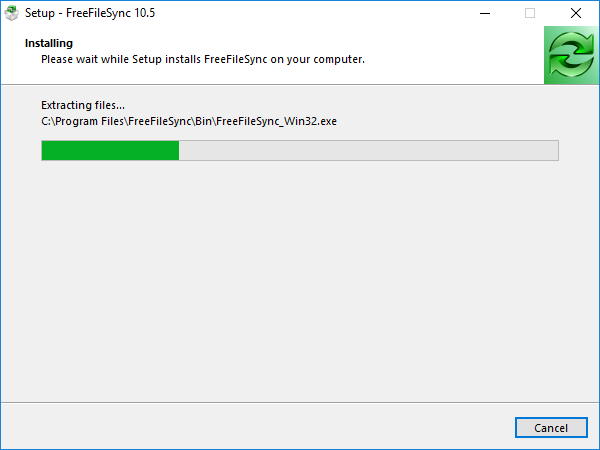 Setup - FreeFileSync 10.5
Installing
Please wait while Setup installs FreeFileSync on your computer.
Extracting files...
C:\Program Files\FreeFileSync\Bin\FreeFileSync_Win32.exe
Cancel